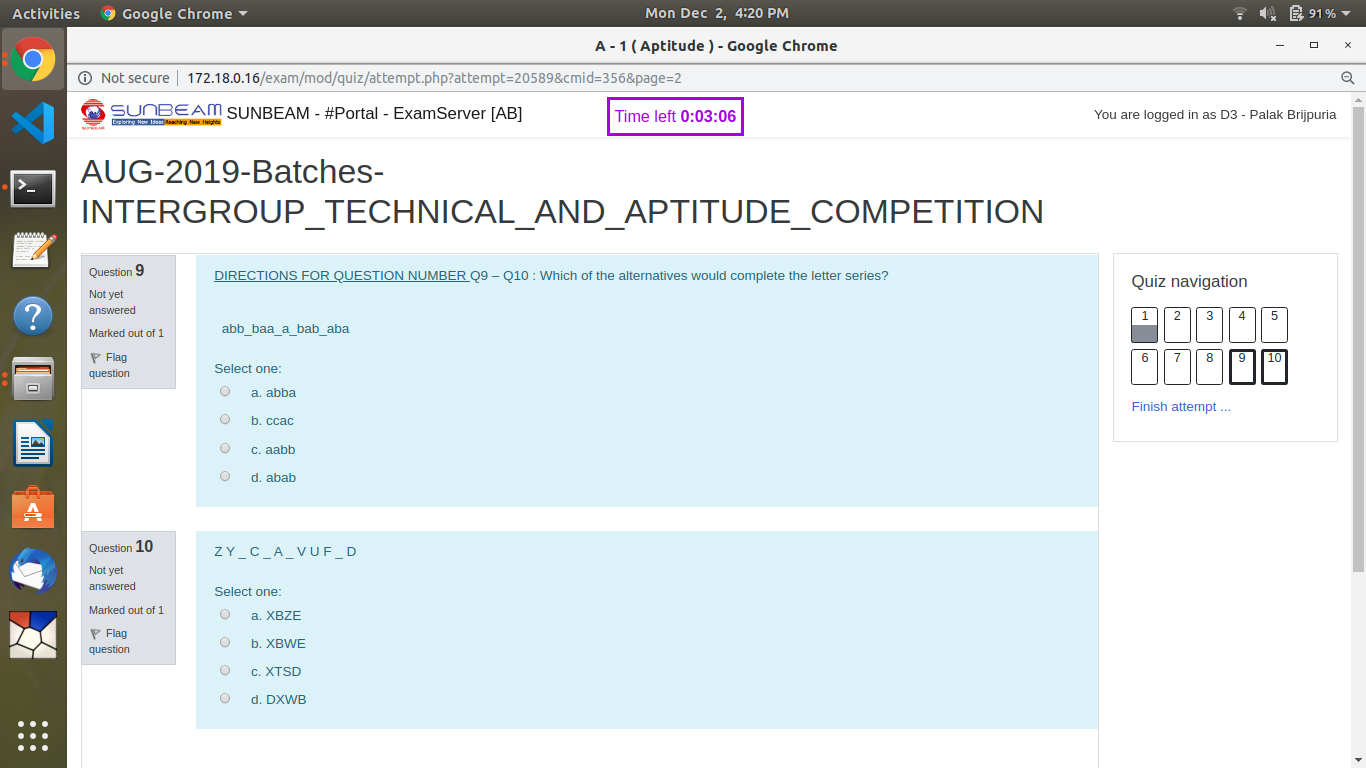 Activities Google Chrome Mon Dec 2, 4:20 PM 91%
A - 1 ( Aptitude ) - Google Chrome
Not secure 172.18.0.16/exam/mod/quiz/attempt.php?attempt=20589&cmid=356&page=2
SUNBEAM
Exploring New Ideas Reaching New Heights
SUNBEAM
SUNBEAM - #Portal - ExamServer [AB]
Time left 0:03:06
You are logged in as D3 - Palak Brijpuria
AUG-2019-Batches-
INTERGROUP_TECHNICAL_AND_APTITUDE_COMPETITION
Question 9
Not yet
answered
Marked out of 1
Flag
question
DIRECTIONS FOR QUESTION NUMBER Q9 – Q10 : Which of the alternatives would complete the letter series?
abb_baa_a_bab_aba
Select one:
a. abba
b. ccac
c. aabb
d. abab
Question 10
Not yet
answered
Marked out of 1
Flag
question
Z Y _ C _ A _ V U F _ D
Select one:
a. XBZE
b. XBWE
c. XTSD
d. DXWB
Quiz navigation
1 2 3 4 5
6 7 8 9 10
Finish attempt ...